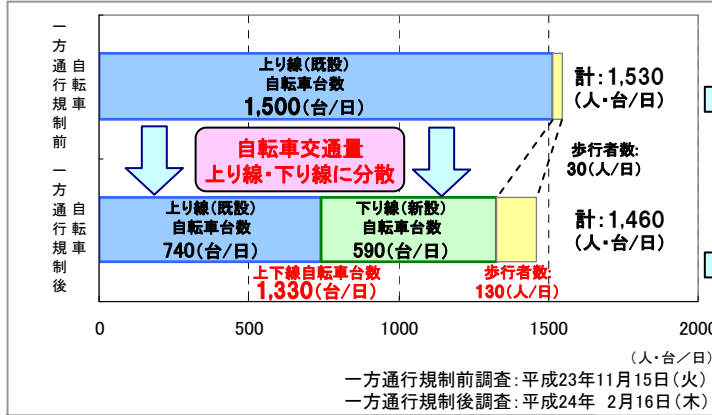 自転車
一方通行規制前
上り線(既設)
自転車台数
1,500(台/日)
計:1,530
(人・台/日)
自転車交通量
上り線・下り線に分散
歩行者数:
30(人/日)
自転車
一方通行規制後
上り線(既設)
自転車台数
740(台/日)
下り線(新設)
自転車台数
590(台/日)
計:1,460
(人・台/日)
上下線自転車台数
1,330(台/日)
歩行者数:
130(人/日)
0 500 1000 1500 2000
(人・台/日)
一方通行規制前調査:平成23年11月15日(火)
一方通行規制後調査:平成24年 2月16日(木)